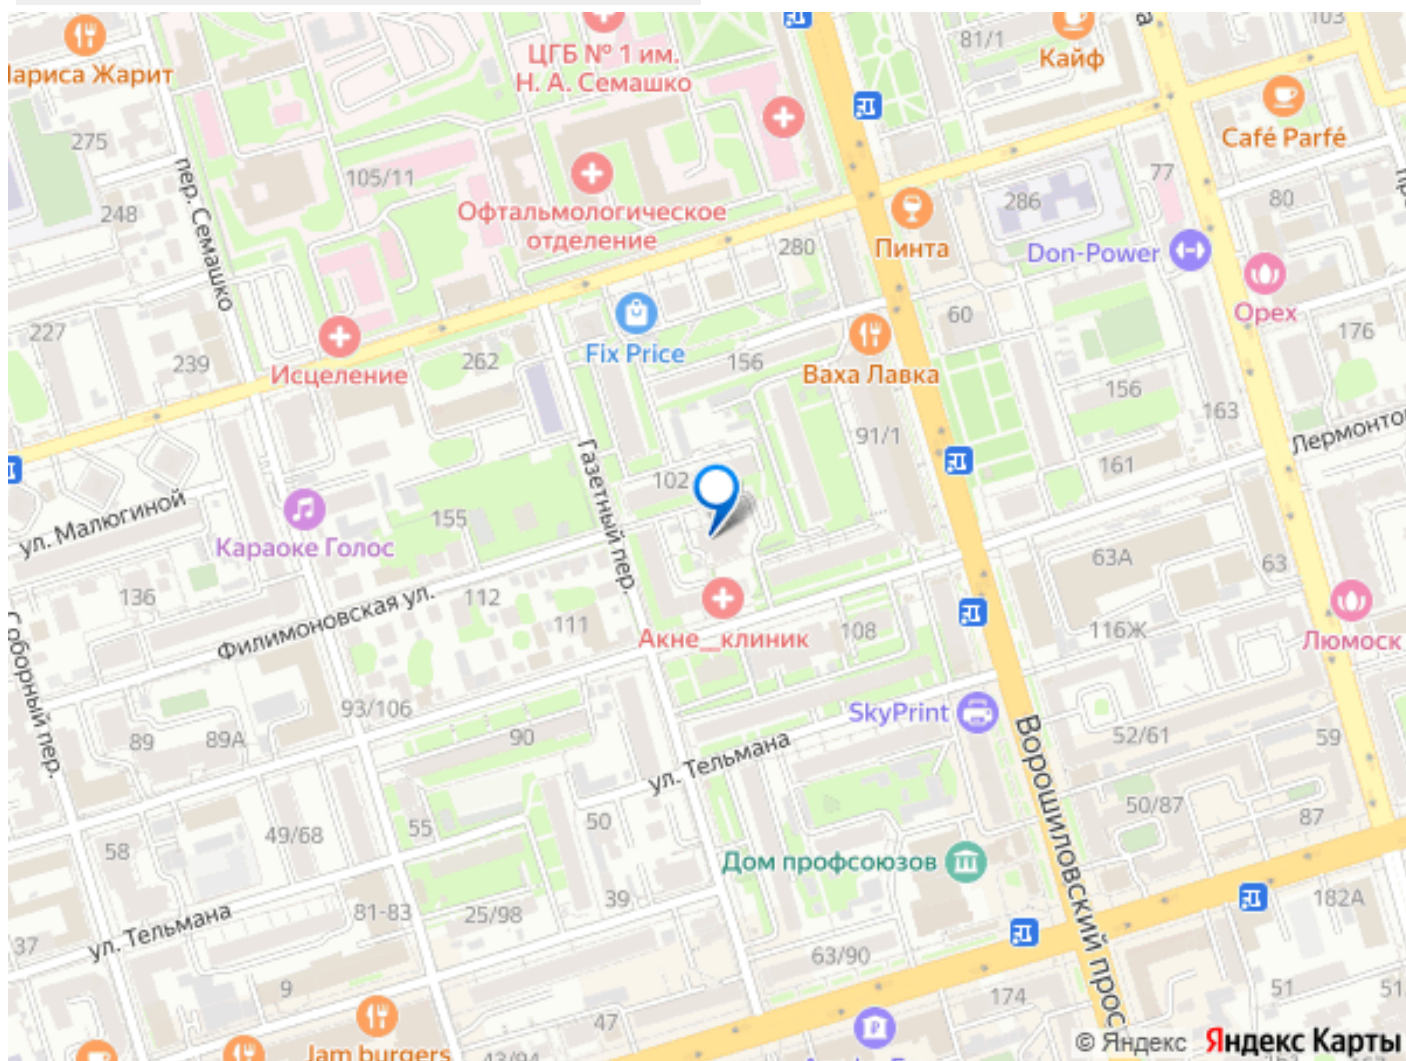 103
81/1
ЦГБ № 1 им.
Н. А. Семашко
Кайф
Жарит
Café Parfé
275
пер. Семашко
105/11
77
248
80
286
Офтальмологическое
отделение
280
Пинта
Don-Power
Орех
227
60
176
239
Исцеление
262
Fix Price
156
Ваха Лавка
156
163
91/1
Лермонто
161
102
Газетный пер.
ул. Малюгиной
155
Караоке Голос
63А
63
136
Филимоновская ул.
112
111
Акне__клиник
108
116Ж
Люмоск
Соборный пер.
93/106
SkyPrint
89
89А
90
ул. Тельмана
52/61
59
Ворошиловский прос
50/87
87
49/68
55
50
58
Дом профсоюзов
39
182А
81-83
25/98
ул. Тельмана
37
63/90
9
174
51
51
47
Jam burgers
43/94
© Яндекс
Яндекс Карты